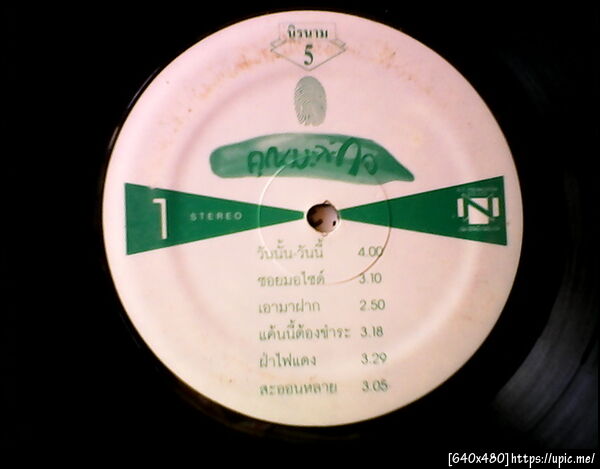 นิรนาม
5
1 STEREO
วันนั้น-วันนี้ 4.00
ซอยมอไซด์ 3.10
เอามาฝาก 2.50
แค้นนี้ต้องชำระ 3.18
ฝ่าไฟแดง 3.29
สะออนหลาย 3.05
[640x480]https://upic.me/